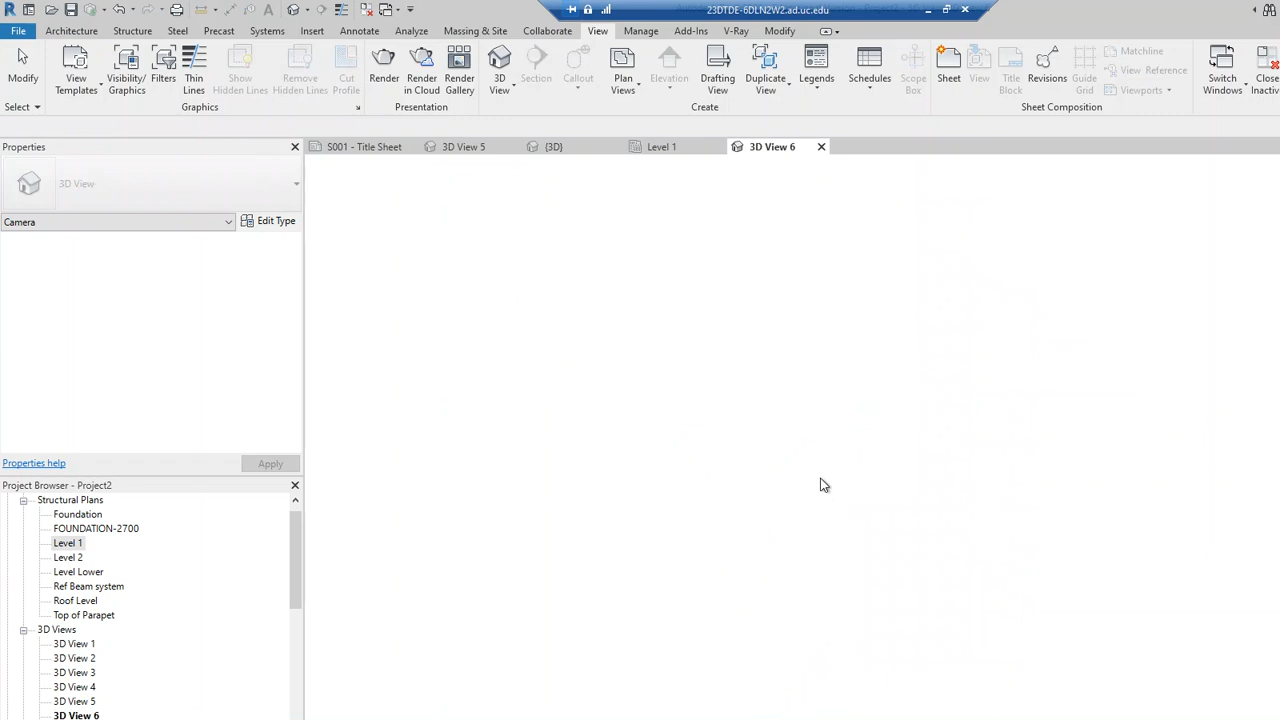 23DTDE-6DLN2W2.ad.uc.edu
File Architecture Structure Steel Precast Systems Insert Annotate Analyze Massing & Site Collaborate View Manage Add-Ins V-Ray Modify
Modify
View Templates
Visibility/ Graphics
Filters
Thin Lines
Show Hidden Lines
Remove Hidden Lines
Cut Profile
Render
Render in Cloud
Render Gallery
3D View
Section
Callout
Plan Views
Elevation
Drafting View
Duplicate View
Legends
Schedules
Scope Box
Sheet
View
Title Block
Revisions
Guide Grid
Matchline
View Reference
Viewports
Switch Windows
Close Inactiv
Select
Graphics
Presentation
Create
Sheet Composition
Properties
S001 - Title Sheet
3D View 5
{3D}
Level 1
3D View 6
3D View
Camera
Edit Type
Properties help
Apply
Project Browser - Project2
Structural Plans
Foundation
FOUNDATION-2700
Level 1
Level 2
Level Lower
Ref Beam system
Roof Level
Top of Parapet
3D Views
3D View 1
3D View 2
3D View 3
3D View 4
3D View 5
3D View 6